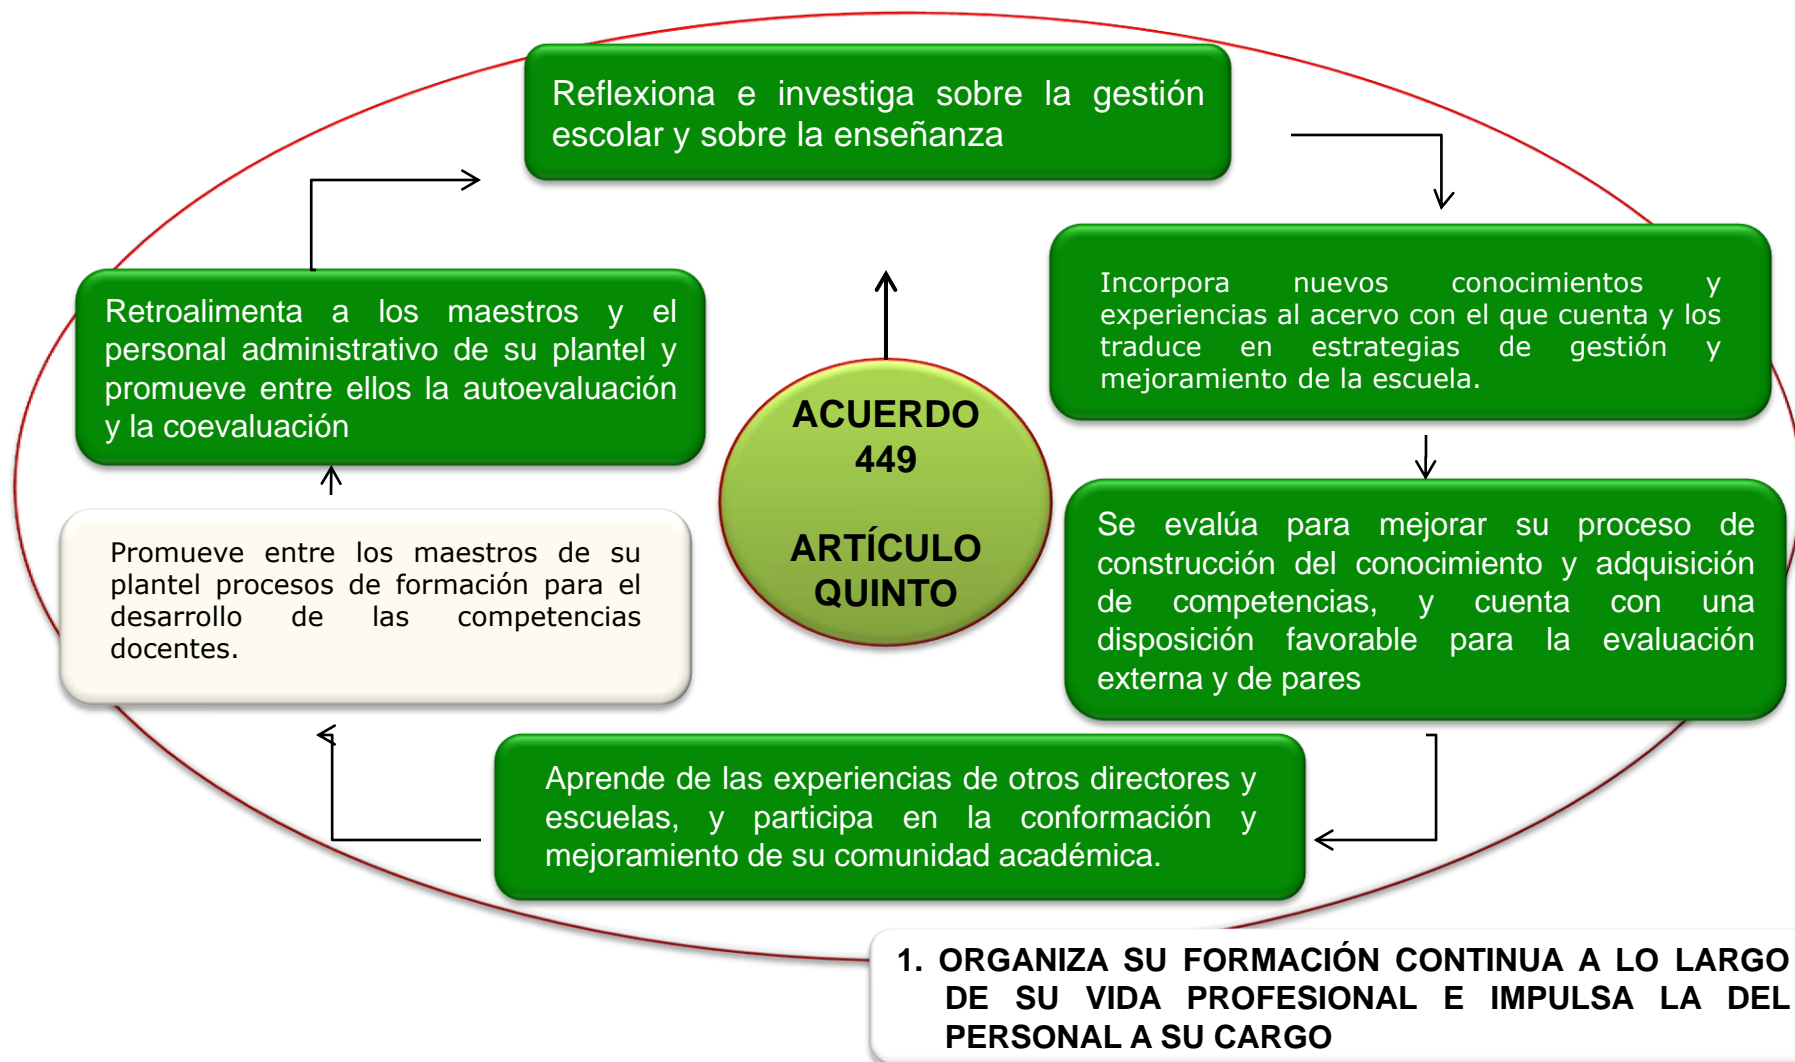 Reflexiona e investiga sobre la gestión
escolar y sobre la enseñanza
Incorpora nuevos conocimientos y
experiencias al acervo con el que cuenta y los
traduce en estrategias de gestión y
mejoramiento de la escuela.
Se evalúa para mejorar su proceso de
construcción del conocimiento y adquisición
de competencias, y cuenta con una
disposición favorable para la evaluación
externa y de pares
Aprende de las experiencias de otros directores y
escuelas, y participa en la conformación y
mejoramiento de su comunidad académica.
Promueve entre los maestros de su
plantel procesos de formación para el
desarrollo de las competencias
docentes.
Retroalimenta a los maestros y el
personal administrativo de su plantel y
promueve entre ellos la autoevaluación
y la coevaluación
ACUERDO
449
ARTÍCULO
QUINTO
1. ORGANIZA SU FORMACIÓN CONTINUA A LO LARGO
DE SU VIDA PROFESIONAL E IMPULSA LA DEL
PERSONAL A SU CARGO